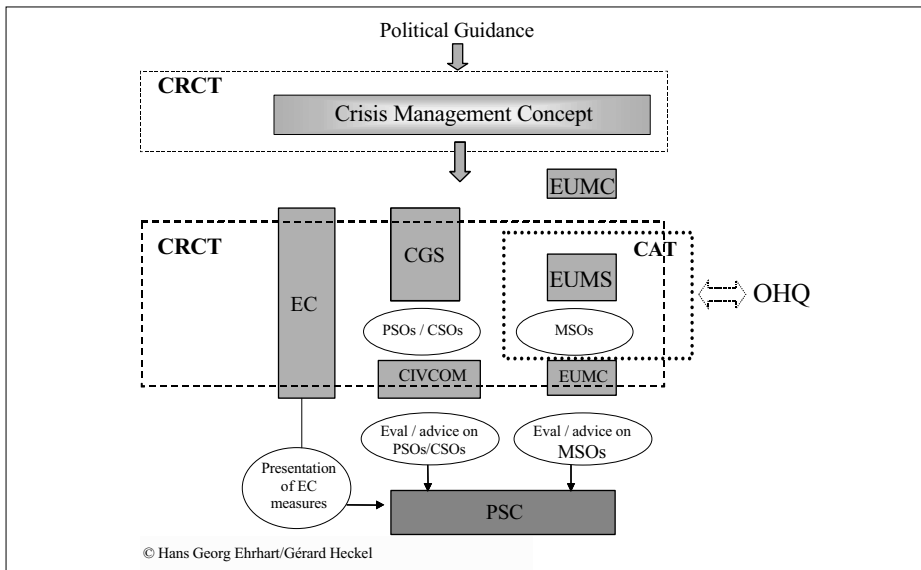 Political Guidance
CRCT
Crisis Management Concept
EUMC
CRCT
CAT
CGS
EUMS
OHQ
EC
PSOs / CSOs
MSOs
CIVCOM
EUMC
Eval / advice on
PSOs/CSOs
Eval / advice on
MSOs
Presentation
of EC
measures
PSC
© Hans Georg Ehrhart/Gérard Heckel